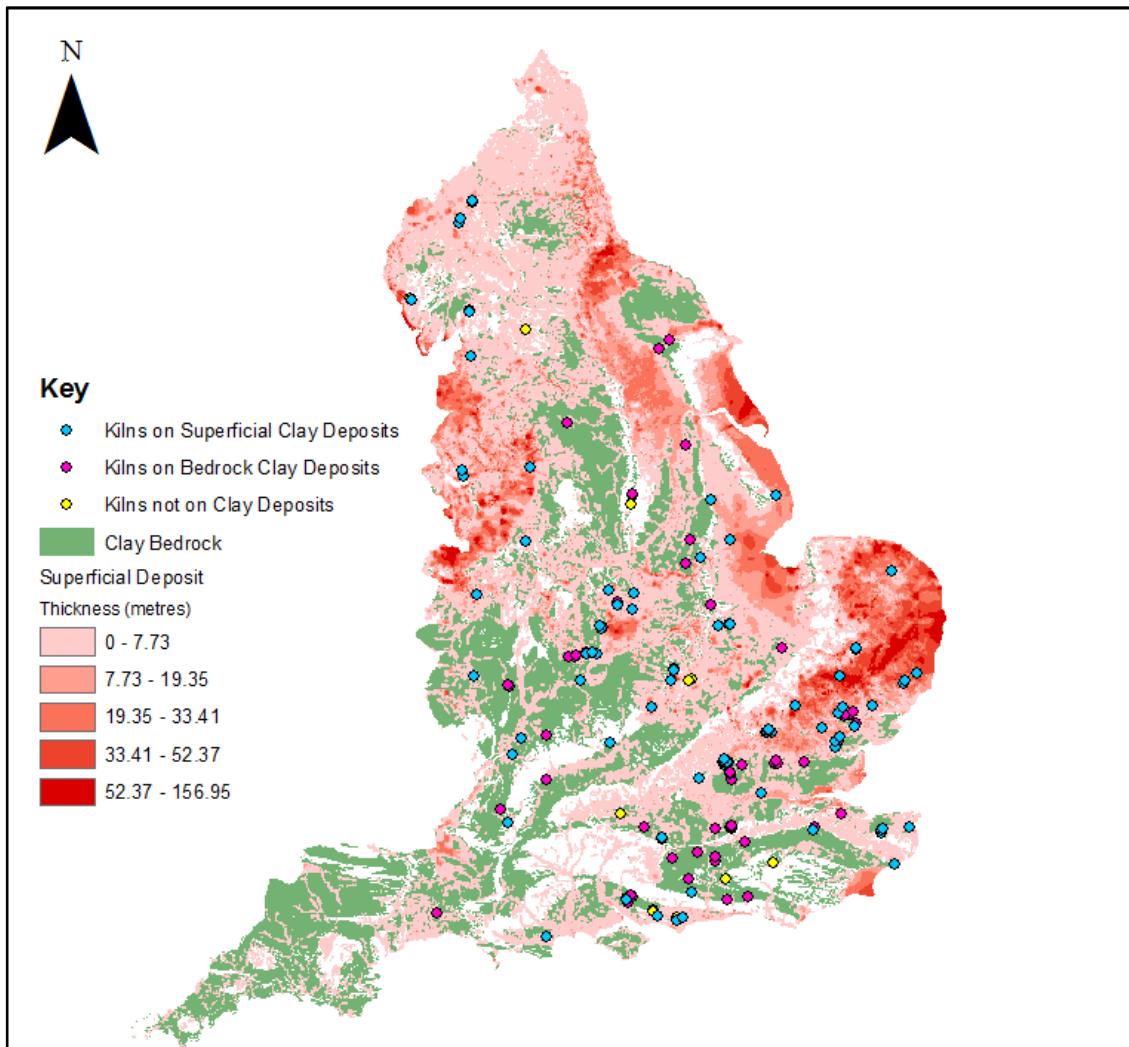 N
Key
Kilns on Superficial Clay Deposits
Kilns on Bedrock Clay Deposits
Kilns not on Clay Deposits
Clay Bedrock
Superficial Deposit
Thickness (metres)
0 - 7.73
7.73 - 19.35
19.35 - 33.41
33.41 - 52.37
52.37 - 156.95